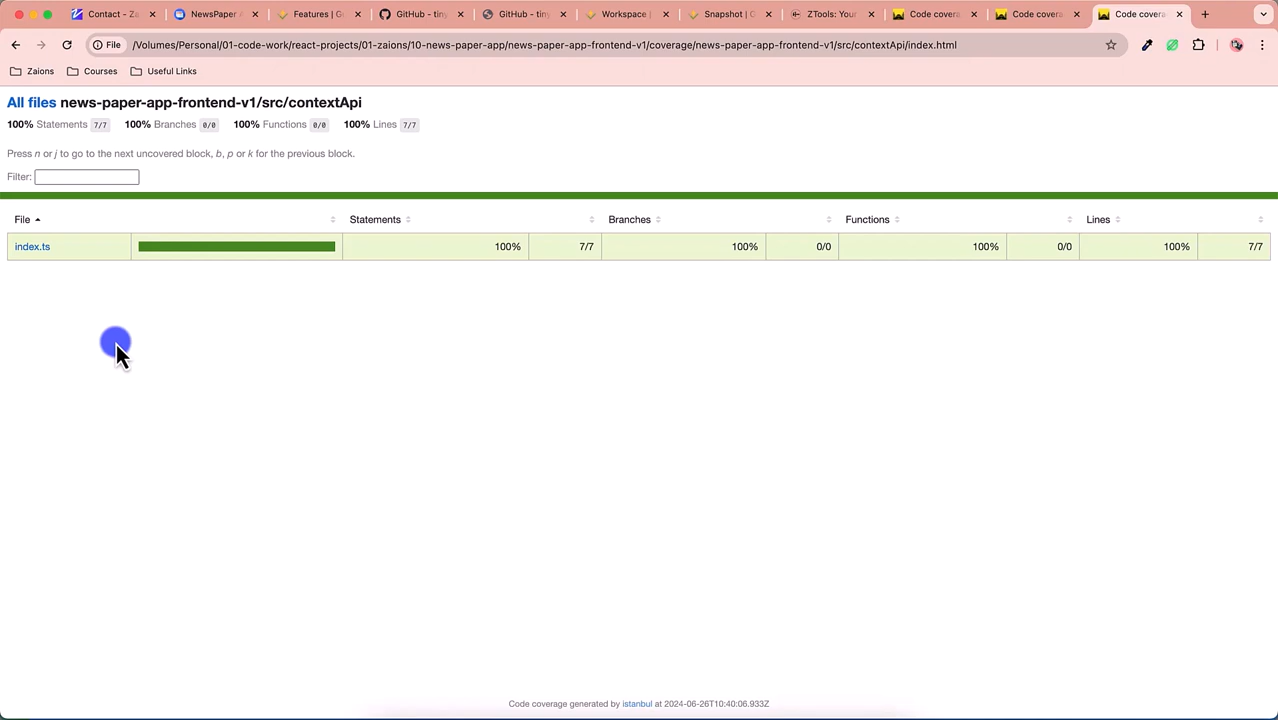 Contact - Za
NewsPaper A
Features | Go
GitHub - tiny
GitHub - tiny
Workspace |
Snapshot | G
ZTools: Your
Code covera
Code covera
Code covera
File /Volumes/Personal/01-code-work/react-projects/01-zaions/10-news-paper-app/news-paper-app-frontend-v1/coverage/news-paper-app-frontend-v1/src/contextApi/index.html
Zaions Courses Useful Links
All files news-paper-app-frontend-v1/src/contextApi
100% Statements 7/7 100% Branches 0/0 100% Functions 0/0 100% Lines 7/7
Press n or j to go to the next uncovered block, b, p or k for the previous block.
Filter:
File Statements Branches Functions Lines
index.ts 100% 7/7 100% 0/0 100% 0/0 100% 7/7
Code coverage generated by istanbul at 2024-06-26T10:40:06.933Z